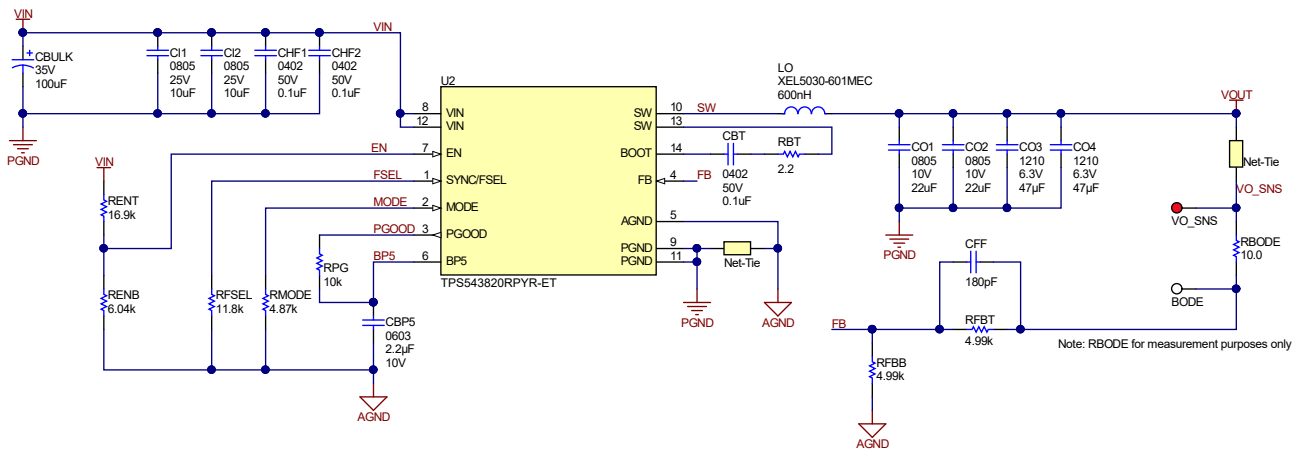 VIN
VIN
CBULK
35V
100uF
PGND
CI1
0805
25V
10uF
CI2
0805
25V
10uF
CHF1
0402
50V
0.1uF
CHF2
0402
50V
0.1uF
VIN
RENT
16.9k
RENB
6.04k
EN
FSEL
MODE
PGOOD
BP5
RFSEL
11.8k
RMODE
4.87k
RPG
10k
CBP5
0603
2.2µF
10V
AGND
U2
8 VIN
12 VIN
7 EN
1 SYNC/FSEL
2 MODE
3 PGOOD
6 BP5
SW 10
SW 13
BOOT 14
FB 4
AGND 5
PGND 9
PGND 11
TPS543820RPYR-ET
SW
LO
XEL5030-601MEC
600nH
CBT
0402
50V
0.1uF
RBT
2.2
FB
Net-Tie
PGND
AGND
CO1
0805
10V
22uF
CO2
0805
10V
22uF
CO3
1210
6.3V
47µF
CO4
1210
6.3V
47µF
PGND
VOUT
Net-Tie
VO_SNS
VO_SNS
RBODE
10.0
BODE
CFF
180pF
FB
RFBT
4.99k
RFBB
4.99k
AGND
Note: RBODE for measurement purposes only